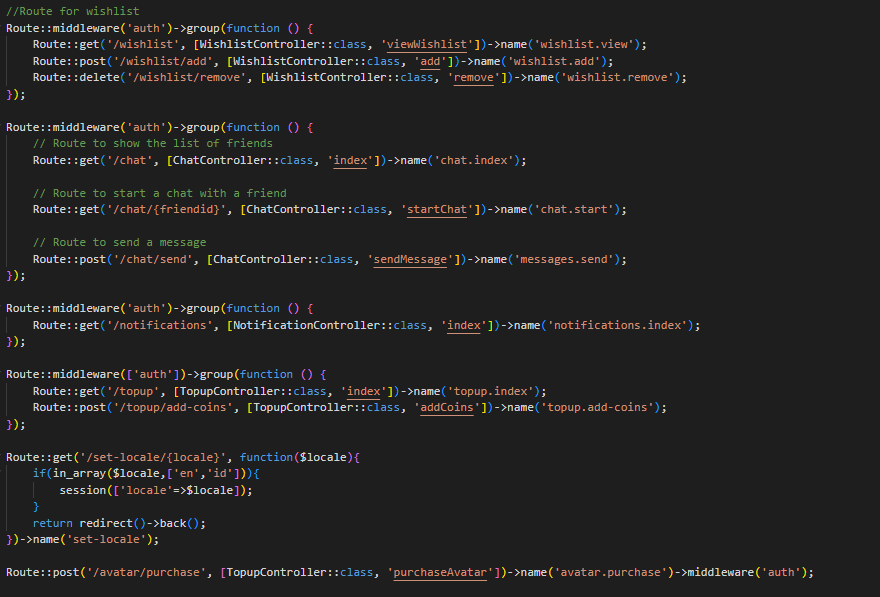 //Route for wishlist
Route::middleware('auth')->group(function () {
    Route::get('/wishlist', [WishlistController::class, 'viewWishlist'])->name('wishlist.view');
    Route::post('/wishlist/add', [WishlistController::class, 'add'])->name('wishlist.add');
    Route::delete('/wishlist/remove', [WishlistController::class, 'remove'])->name('wishlist.remove');
});

Route::middleware('auth')->group(function () {
    // Route to show the list of friends
    Route::get('/chat', [ChatController::class, 'index'])->name('chat.index');

    // Route to start a chat with a friend
    Route::get('/chat/{friendid}', [ChatController::class, 'startChat'])->name('chat.start');

    // Route to send a message
    Route::post('/chat/send', [ChatController::class, 'sendMessage'])->name('messages.send');
});

Route::middleware('auth')->group(function () {
    Route::get('/notifications', [NotificationController::class, 'index'])->name('notifications.index');
});

Route::middleware(['auth'])->group(function () {
    Route::get('/topup', [TopupController::class, 'index'])->name('topup.index');
    Route::post('/topup/add-coins', [TopupController::class, 'addCoins'])->name('topup.add-coins');
});

Route::get('/set-locale/{locale}', function($locale){
    if(in_array($locale,['en','id'])){
        session(['locale'=>$locale]);
    }
    return redirect()->back();
})->name('set-locale');

Route::post('/avatar/purchase', [TopupController::class, 'purchaseAvatar'])->name('avatar.purchase')->middleware('auth');